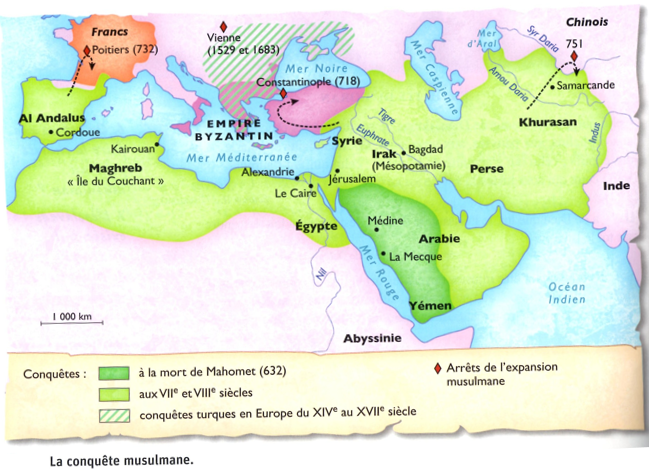 Francs
Poitiers (732)
Vienne
(1529 et 1683)
Chinois
Mer
d'Aral
Syr Daria
751
Mer Noire
Mer Caspienne
Constantinople (718)
Amou Daria
Samarcande
Al Andalus
Cordoue
EMPIRE
BYZANTIN
Tigre
Khurasan
Kairouan
Mer Méditerranée
Syrie
Euphrate
Indus
Maghreb
« Île du Couchant »
Alexandrie
Irak
(Mésopotamie)
Bagdad
Perse
Jérusalem
Inde
Le Caire
Égypte
Médine
Arabie
La Mecque
Nil
Mer Rouge
Océan
Indien
Yémen
1 000 km
Abyssinie
Conquêtes :
à la mort de Mahomet (632)
aux VIIe et VIIIe siècles
conquêtes turques en Europe du XIVe au XVIIe siècle
Arrêts de l'expansion
musulmane
La conquête musulmane.